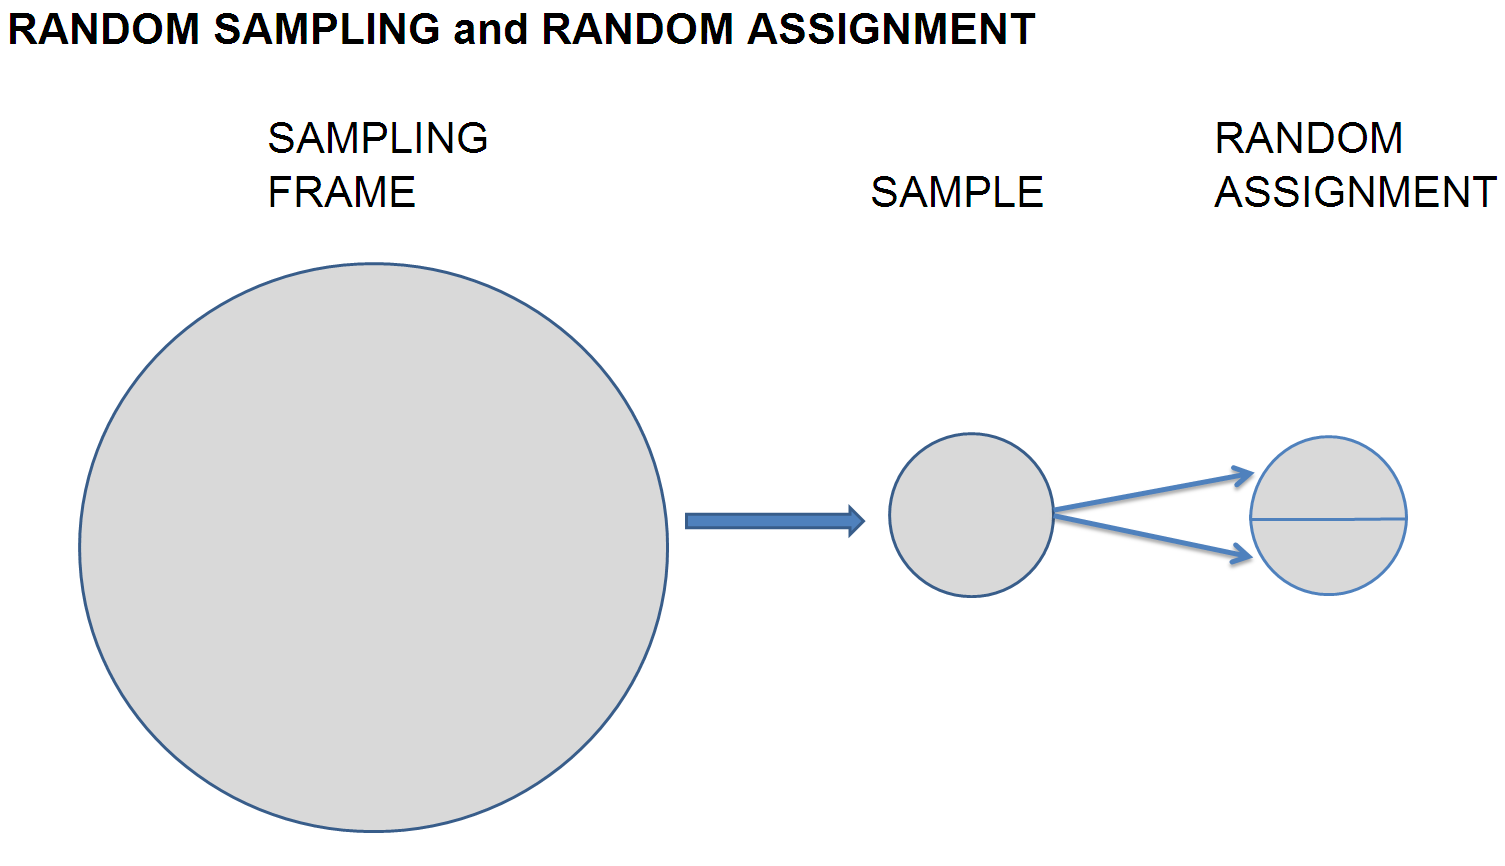 RANDOM SAMPLING and RANDOM ASSIGNMENT
SAMPLING
FRAME
SAMPLE
RANDOM
ASSIGNMENT